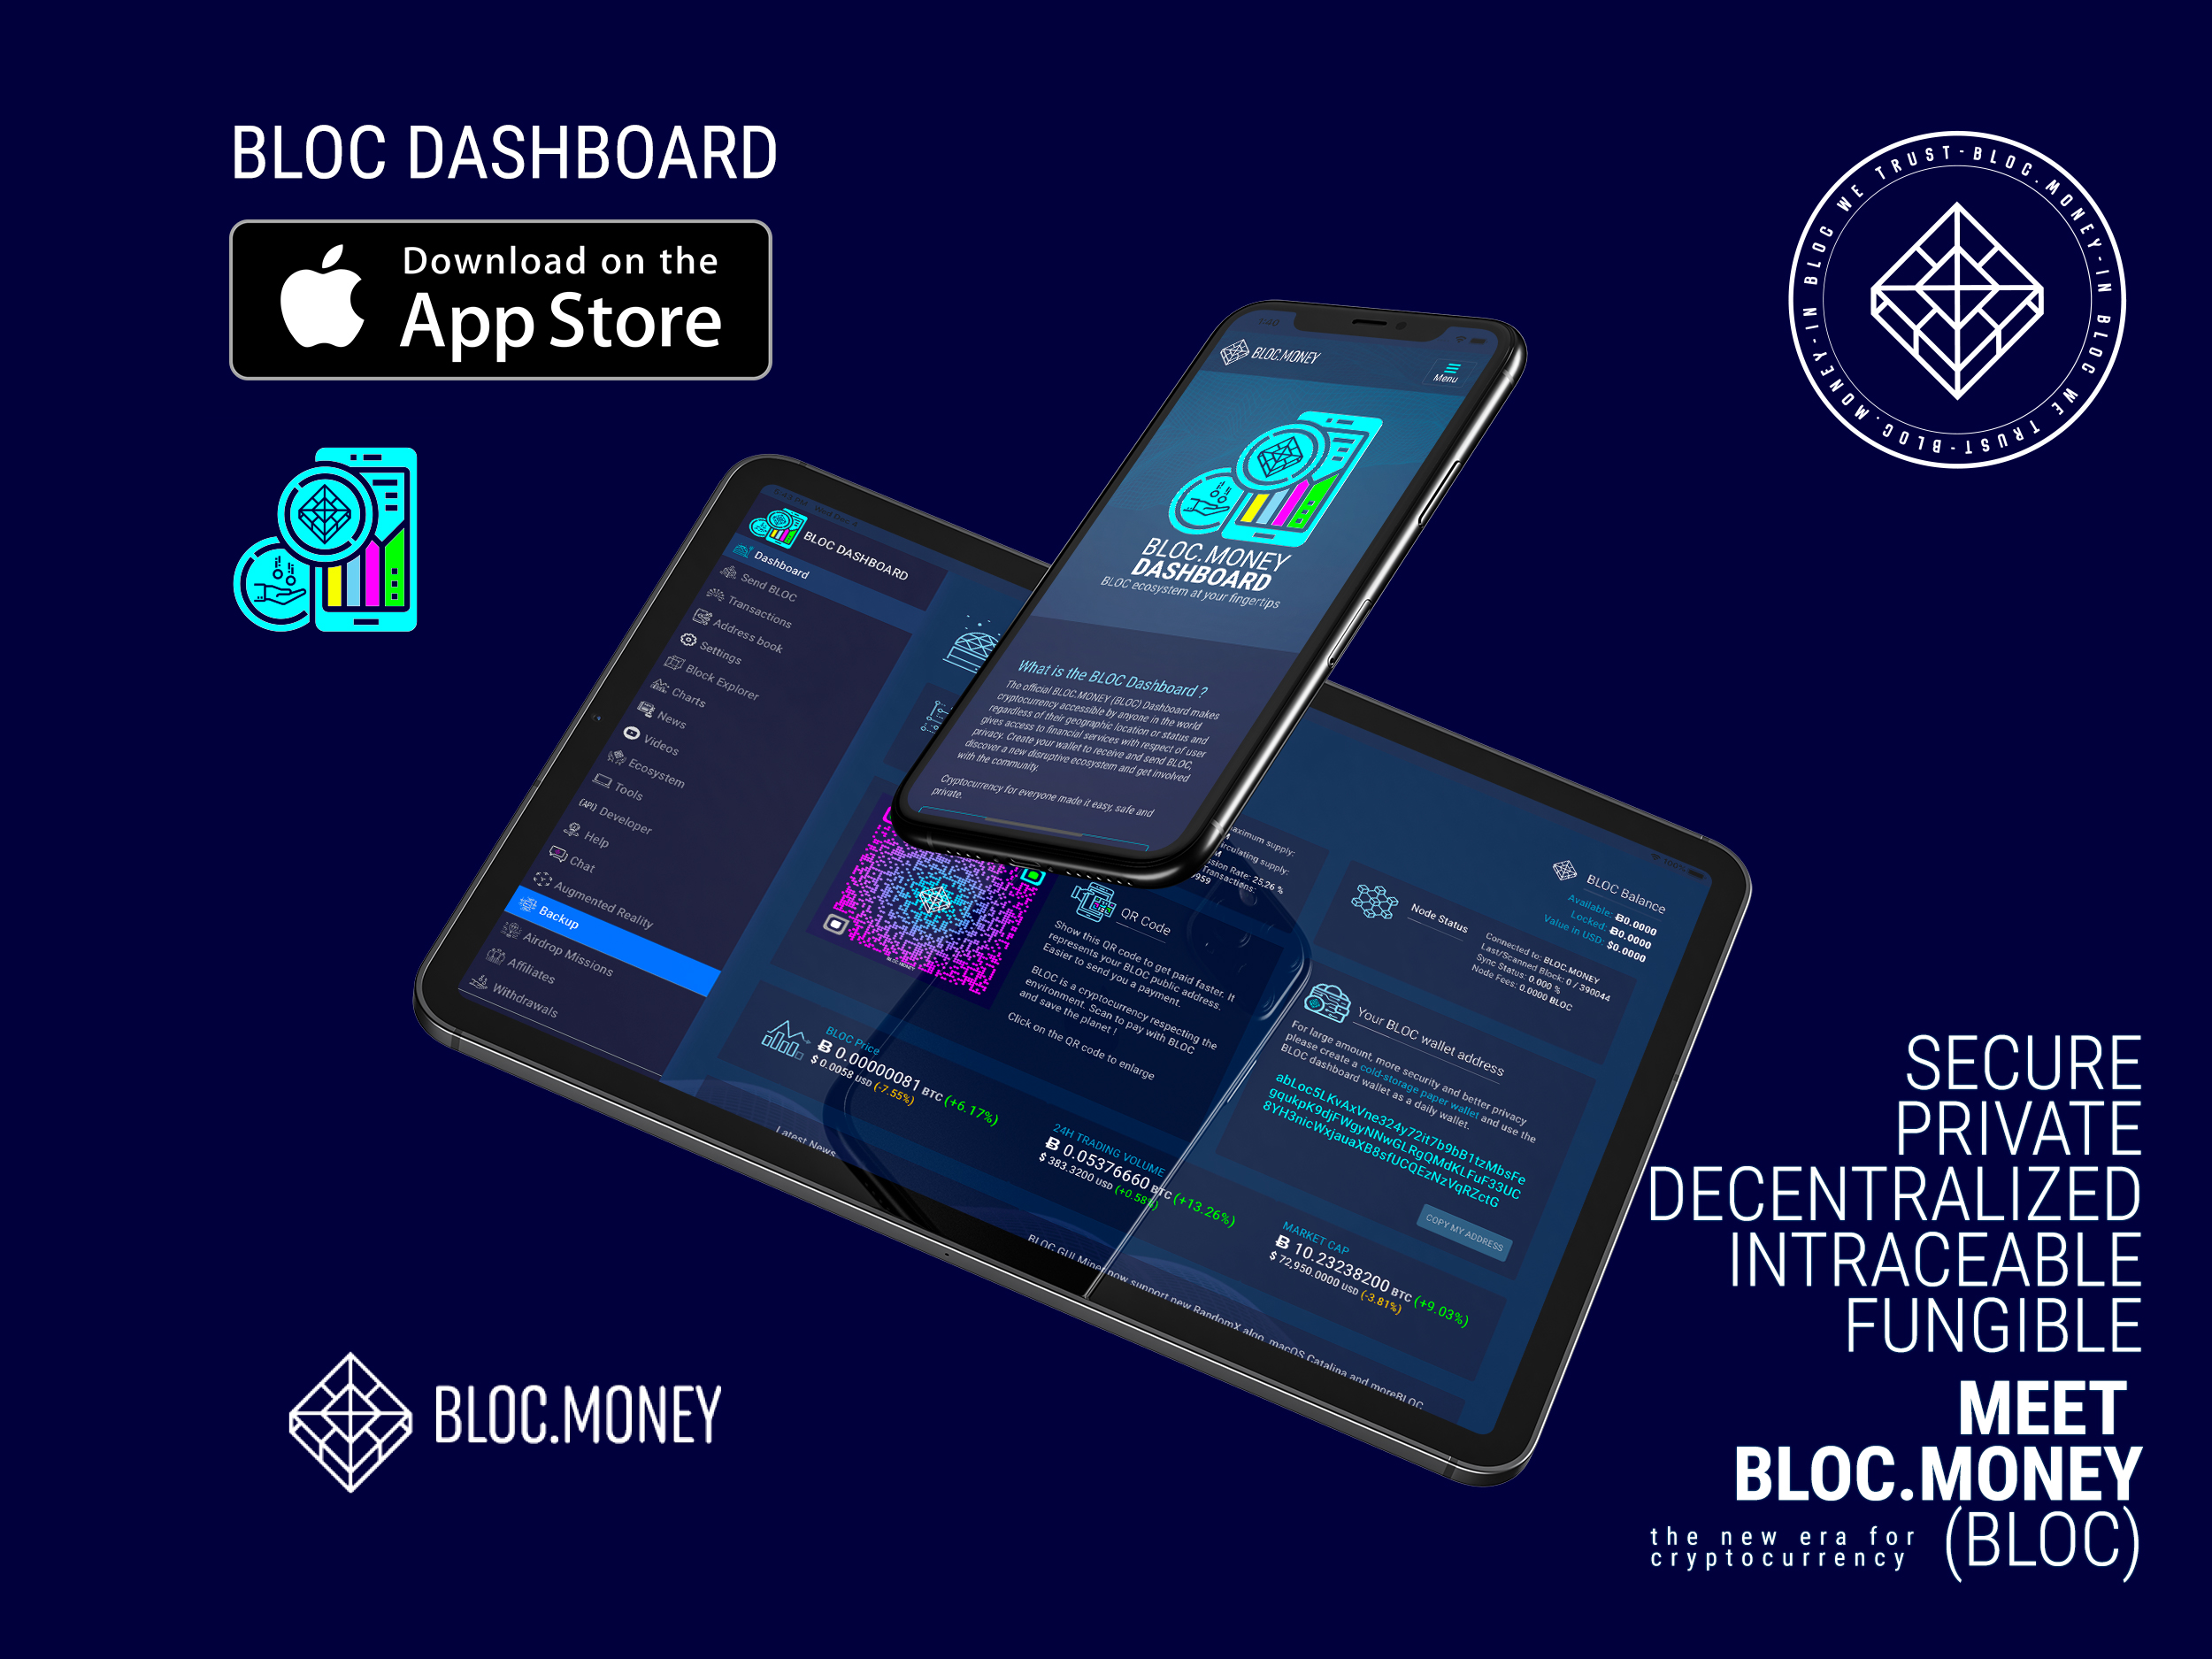 BLOC DASHBOARD
Download on the
App Store
IN BLOC WE TRUST-BLOC.MONEY-IN BLOC WE TRUST-BLOC.MONEY-
BLOC.MONEY
Menu
BLOC.MONEY
DASHBOARD
BLOC ecosystem at your fingertips
What is the BLOC Dashboard ?
The official BLOC.MONEY (BLOC) Dashboard makes
cryptocurrency accessible by anyone in the world
regardless of their geographic location or status and
gives access to financial services with respect of user
privacy. Create your wallet to receive and send BLOC,
discover a new disruptive ecosystem and get involved
with the community.
Cryptocurrency for everyone made it easy, safe and
private.
BLOC DASHBOARD
Dashboard
Send BLOC
Transactions
Address book
Settings
Block Explorer
Charts
News
Videos
Ecosystem
Tools
(API) Developer
Help
Chat
Augmented Reality
Backup
Airdrop Missions
Affiliates
Withdrawals
BLOC.MONEY
QR Code
Show this QR code to get paid faster. It
represents your BLOC public address.
Easier to send you a payment.
BLOC is a cryptocurrency respecting the
environment. Scan to pay with BLOC
and save the planet !
Click on the QR code to enlarge
maximum supply:
circulating supply:
Rate: 25,26 %
Transactions:
Node Status
Connected to: BLOC.MONEY
Last/Scanned Block: 0 / 390044
Sync Status: 0.000 %
Node Fees: 0.0000 BLOC
BLOC Balance
Available: Ƀ0.0000
Locked: Ƀ0.0000
Value in USD: $0.0000
Your BLOC wallet address
For large amount, more security and better privacy
please create a cold-storage paper wallet and use the
BLOC dashboard wallet as a daily wallet.
abLoc5LKvAxVne324y72it7b9bB1tzMbsFe
gqukpK9djFWgyNNwGLRgQMdKLFuF33UC
8YH3nicWxjauaXB8sfUCQEzNzVqRZctG
COPY MY ADDRESS
BLOC Price
Ƀ 0.00000081 BTC (+6.17%)
$ 0.0058 USD (-7.55%)
24H TRADING VOLUME
Ƀ 0.05376660 BTC (+13.26%)
$ 383.3200 USD (+0.58%)
MARKET CAP
Ƀ 10.23238200 BTC (+9.03%)
$ 72,950.0000 USD (-3.81%)
Latest News
BLOC GUI Miner now support new RandomX algo, macOS Catalina and moreBLOC
BLOC.MONEY
SECURE
PRIVATE
DECENTRALIZED
INTRACEABLE
FUNGIBLE
MEET
BLOC.MONEY
(BLOC)
the new era for
cryptocurrency